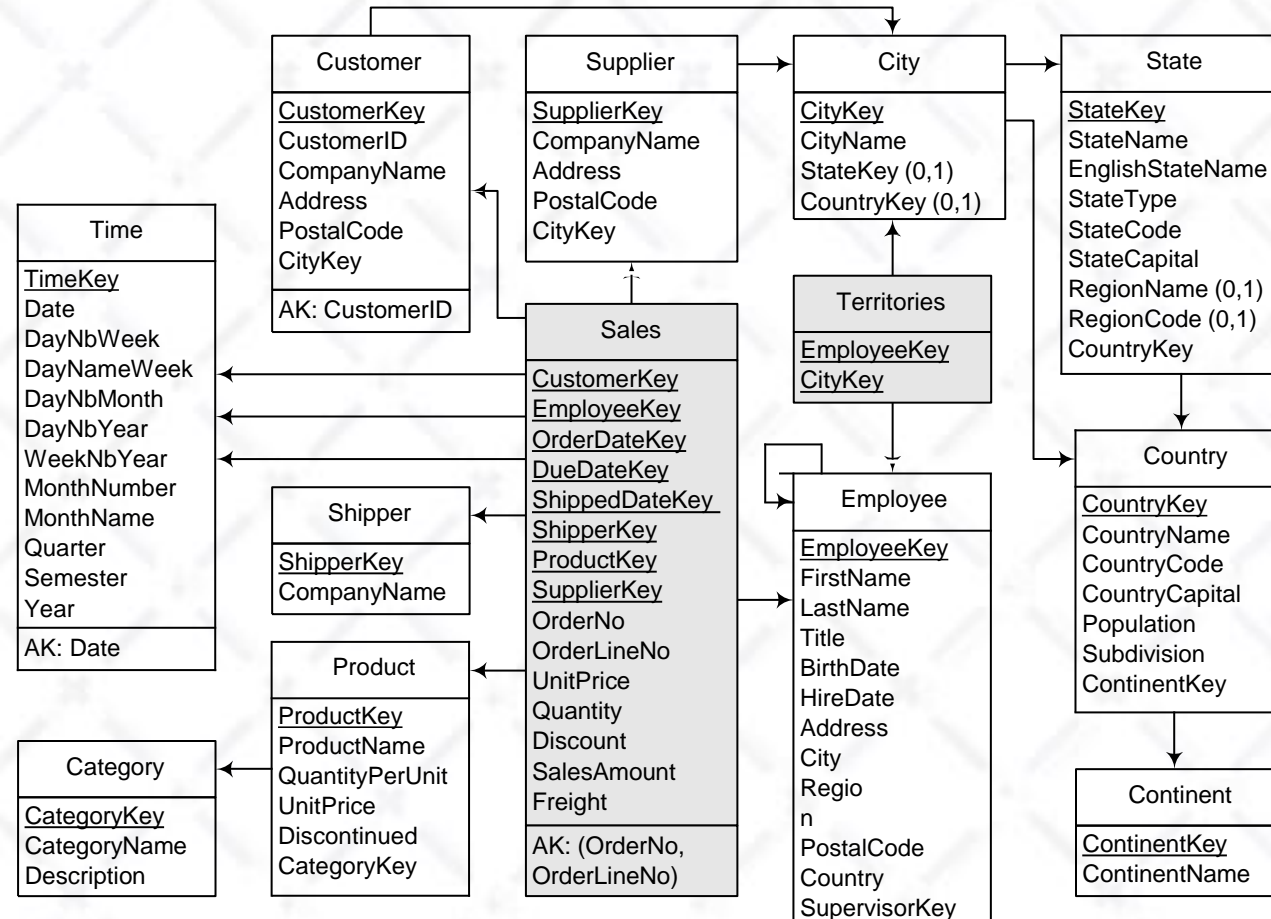 Customer
CustomerKey
CustomerID
CompanyName
Address
PostalCode
CityKey
AK: CustomerID
Supplier
SupplierKey
CompanyName
Address
PostalCode
CityKey
City
CityKey
CityName
StateKey (0,1)
CountryKey (0,1)
State
StateKey
StateName
EnglishStateName
StateType
StateCode
StateCapital
RegionName (0,1)
RegionCode (0,1)
CountryKey
Time
TimeKey
Date
DayNbWeek
DayNameWeek
DayNbMonth
DayNbYear
WeekNbYear
MonthNumber
MonthName
Quarter
Semester
Year
AK: Date
Sales
CustomerKey
EmployeeKey
OrderDateKey
DueDateKey
ShippedDateKey
ShipperKey
ProductKey
SupplierKey
OrderNo
OrderLineNo
UnitPrice
Quantity
Discount
SalesAmount
Freight
AK: (OrderNo,
OrderLineNo)
Territories
EmployeeKey
CityKey
Shipper
ShipperKey
CompanyName
Employee
EmployeeKey
FirstName
LastName
Title
BirthDate
HireDate
Address
City
Regio
n
PostalCode
Country
SupervisorKey
Country
CountryKey
CountryName
CountryCode
CountryCapital
Population
Subdivision
ContinentKey
Product
ProductKey
ProductName
QuantityPerUnit
UnitPrice
Discontinued
CategoryKey
Category
CategoryKey
CategoryName
Description
Continent
ContinentKey
ContinentName